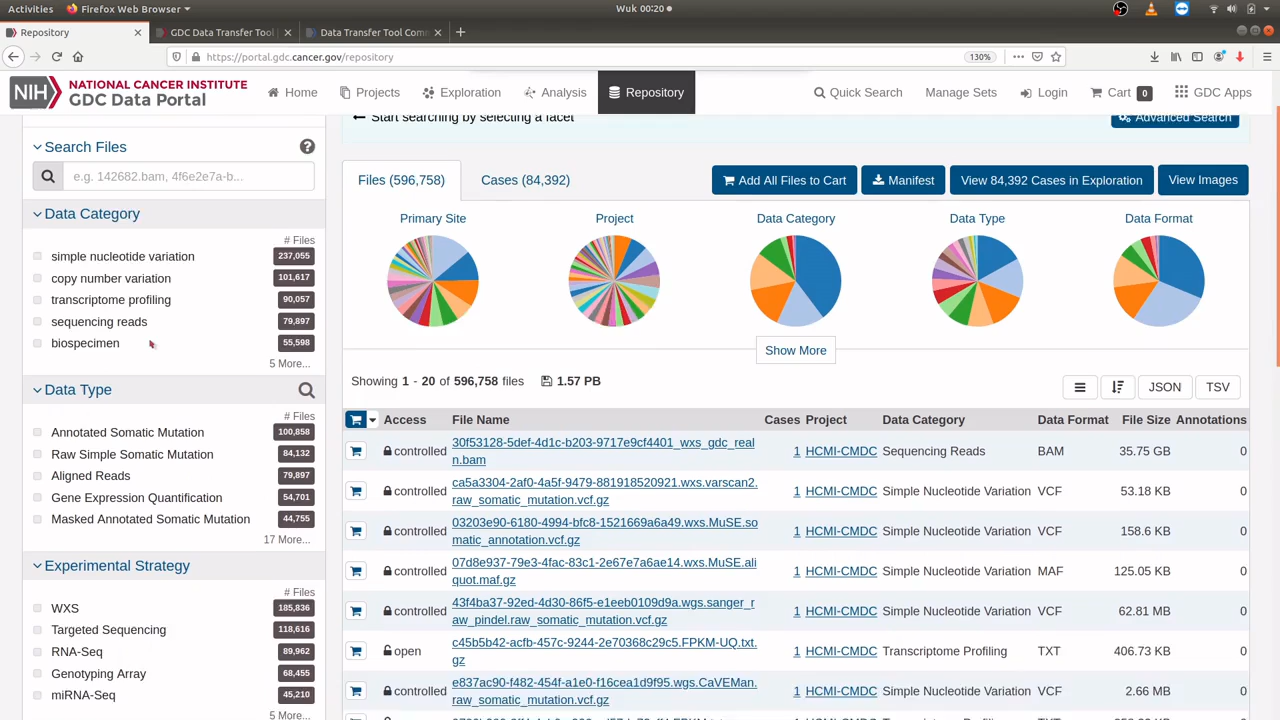 Activities
Firefox Web Browser
Wuk 00:20
Repository
GDC Data Transfer Tool
Data Transfer Tool Com
https://portal.gdc.cancer.gov/repository
130%
NIH
NATIONAL CANCER INSTITUTE
GDC Data Portal
Home
Projects
Exploration
Analysis
Repository
Quick Search
Manage Sets
Login
Cart 0
GDC Apps
Start searching by selecting a facet
Advanced Search
Search Files
e.g. 142682.bam, 4f6e2e7a-b...
Data Category
# Files
simple nucleotide variation 237,055
copy number variation 101,617
transcriptome profiling 90,057
sequencing reads 79,897
biospecimen 55,598
5 More...
Data Type
# Files
Annotated Somatic Mutation 100,858
Raw Simple Somatic Mutation 84,132
Aligned Reads 79,897
Gene Expression Quantification 54,701
Masked Annotated Somatic Mutation 44,755
17 More...
Experimental Strategy
# Files
WXS 185,836
Targeted Sequencing 118,616
RNA-Seq 89,962
Genotyping Array 68,455
miRNA-Seq 45,210
5 More...
Files (596,758)
Cases (84,392)
Add All Files to Cart
Manifest
View 84,392 Cases in Exploration
View Images
Primary Site
Project
Data Category
Data Type
Data Format
Show More
Showing 1 - 20 of 596,758 files
1.57 PB
JSON
TSV
Access File Name Cases Project Data Category Data Format File Size Annotations
controlled 30f53128-5def-4d1c-b203-9717e9cf4401_wxs_gdc_real
n.bam 1 HCMI-CMDC Sequencing Reads BAM 35.75 GB 0
controlled ca5a3304-2af0-4a5f-9479-881918520921.wxs.varscan2.
raw_somatic_mutation.vcf.gz 1 HCMI-CMDC Simple Nucleotide Variation VCF 53.18 KB 0
controlled 03203e90-6180-4994-bfc8-1521669a6a49.wxs.MuSE.so
matic_annotation.vcf.gz 1 HCMI-CMDC Simple Nucleotide Variation VCF 158.6 KB 0
controlled 07d8e937-79e3-4fac-83c1-2e67e7a6ae14.wxs.MuSE.ali
quot.maf.gz 1 HCMI-CMDC Simple Nucleotide Variation MAF 125.05 KB 0
controlled 43f4ba37-92ed-4d30-86f5-e1eeb0109d9a.wgs.sanger_r
aw_pindel.raw_somatic_mutation.vcf.gz 1 HCMI-CMDC Simple Nucleotide Variation VCF 62.81 MB 0
open c45b5b42-acfb-457c-9244-2e70368c29c5.FPKM-UQ.txt.
gz 1 HCMI-CMDC Transcriptome Profiling TXT 406.73 KB 0
controlled e837ac90-f482-454f-a1e0-f16cea1d9f95.wgs.CaVEMan.
raw_somatic_mutation.vcf.gz 1 HCMI-CMDC Simple Nucleotide Variation VCF 2.66 MB 0